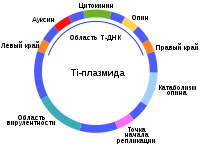 Цитокинин
Ауксин
Опин
Область Т-ДНК
Левый край
Правый край
Ti-плазмида
Катаболизм
опина
Область
вирулентности
Точка
начала
репликации